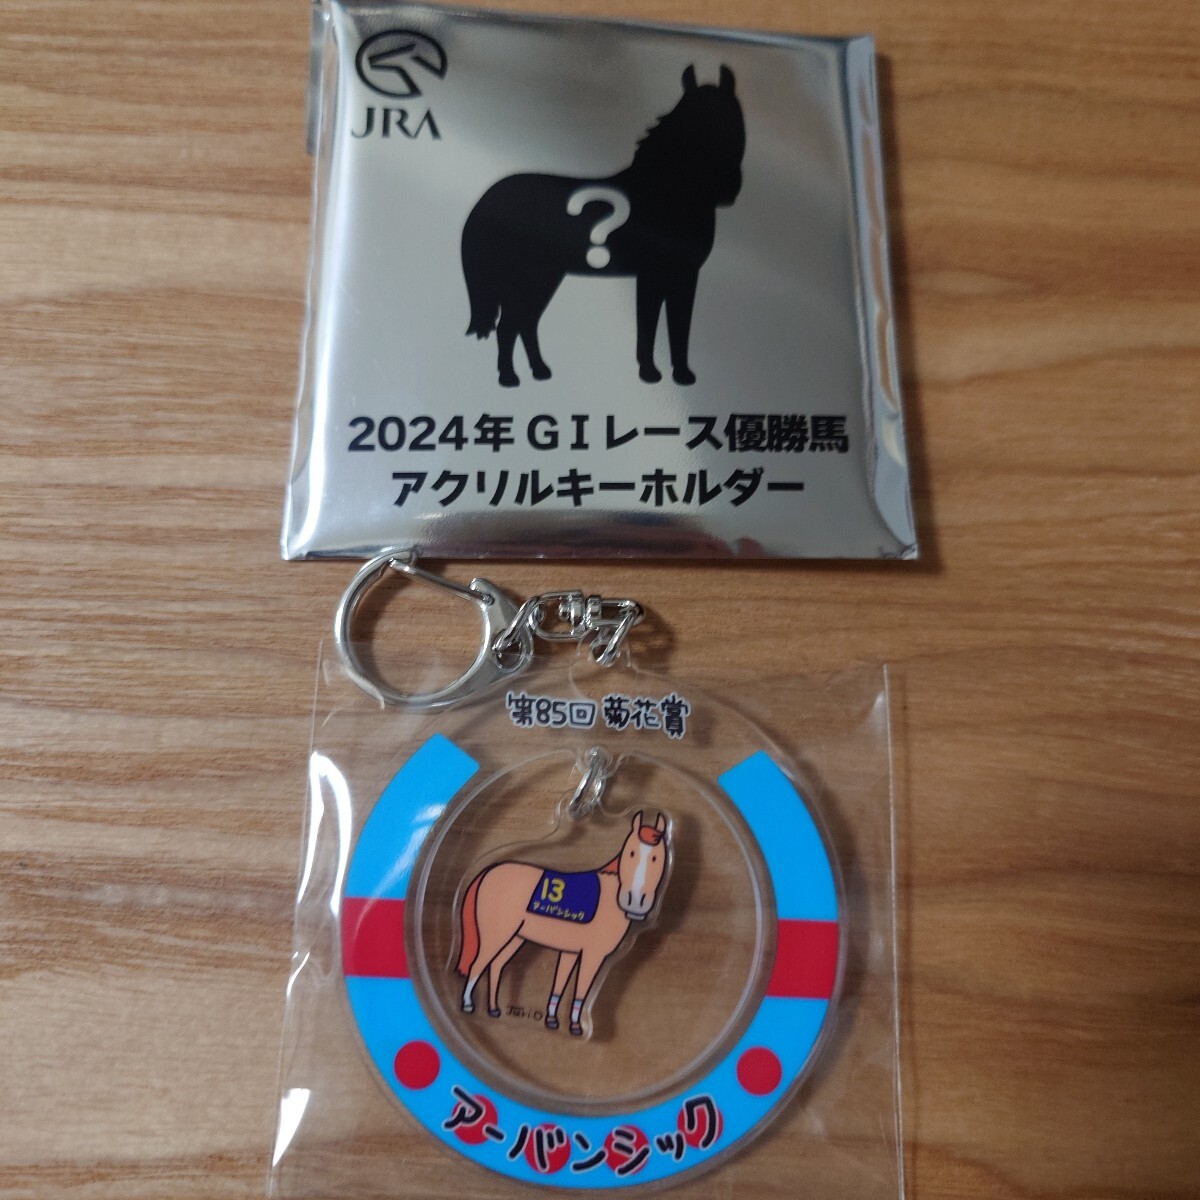 JRA
?
2024年 GⅠレース優勝馬
アクリルキーホルダー
第85回 菊花賞
13
アーバンシック
Juri
アーバンシック